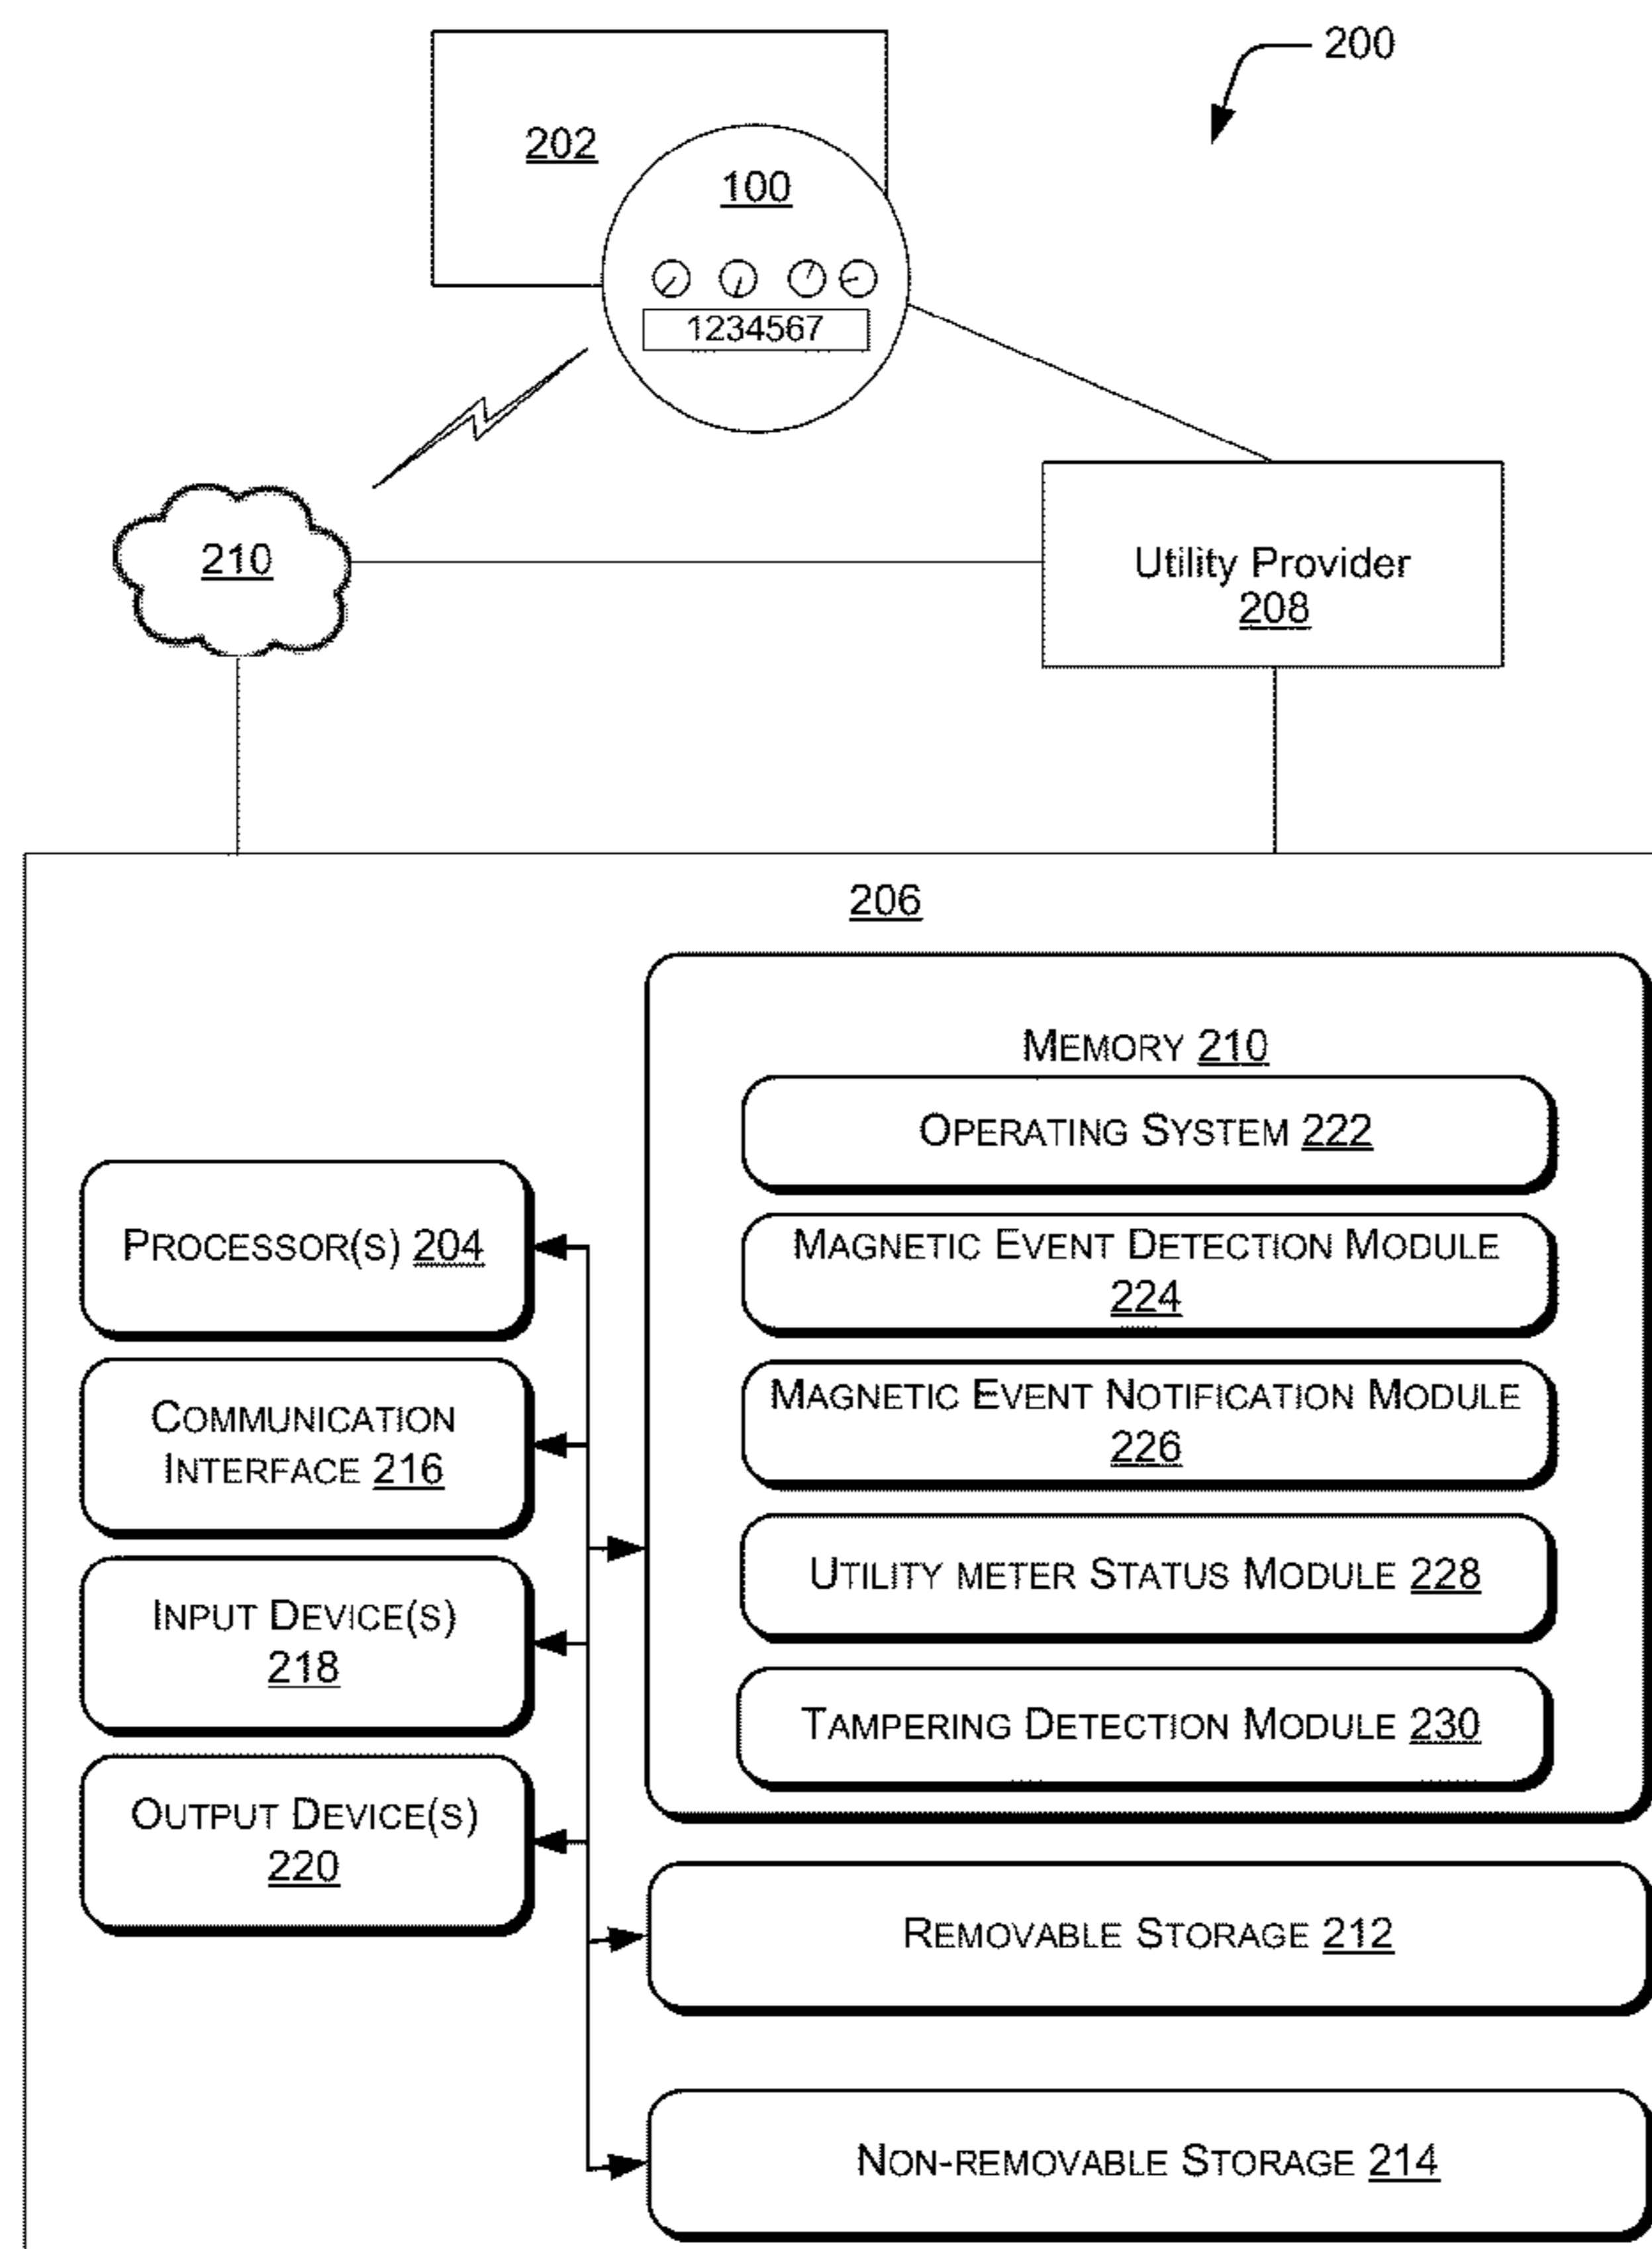 200
202
100
1234567
210
Utility Provider
208
206
MEMORY 210
OPERATING SYSTEM 222
MAGNETIC EVENT DETECTION MODULE
224
MAGNETIC EVENT NOTIFICATION MODULE
226
UTILITY METER STATUS MODULE 228
TAMPERING DETECTION MODULE 230
PROCESSOR(S) 204
COMMUNICATION
INTERFACE 216
INPUT DEVICE(S)
218
OUTPUT DEVICE(S)
220
REMOVABLE STORAGE 212
NON-REMOVABLE STORAGE 214